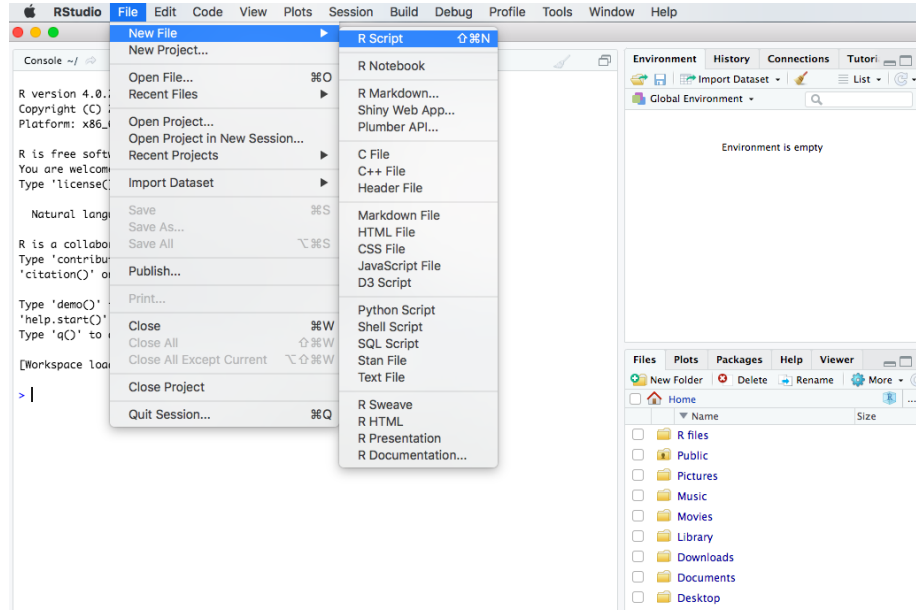 RStudio File Edit Code View Plots Session Build Debug Profile Tools Window Help
New File
New Project...
Open File... ⌘O
Recent Files
Open Project...
Open Project in New Session...
Recent Projects
Import Dataset
Save ⌘S
Save As...
Save All ⌥⌘S
Publish...
Print...
Close ⌘W
Close All ⇧⌘W
Close All Except Current ⌥⇧⌘W
Close Project
Quit Session... ⌘Q
R Script ⇧⌘N
R Notebook
R Markdown...
Shiny Web App...
Plumber API...
C File
C++ File
Header File
Markdown File
HTML File
CSS File
JavaScript File
D3 Script
Python Script
Shell Script
SQL Script
Stan File
Text File
R Sweave
R HTML
R Presentation
R Documentation...
Console ~/
R version 4.0.
Copyright (C)
Platform: x86_
R is free soft
You are welcom
Type 'license(
Natural lang
R is a collabo
Type 'contribu
'citation()' o
Type 'demo()'
'help.start()'
Type 'q()' to
[Workspace loa
>
Environment History Connections Tutori
Import Dataset List
Global Environment
Environment is empty
Files Plots Packages Help Viewer
New Folder Delete Rename More
Home ...
Name Size
R files
Public
Pictures
Music
Movies
Library
Downloads
Documents
Desktop